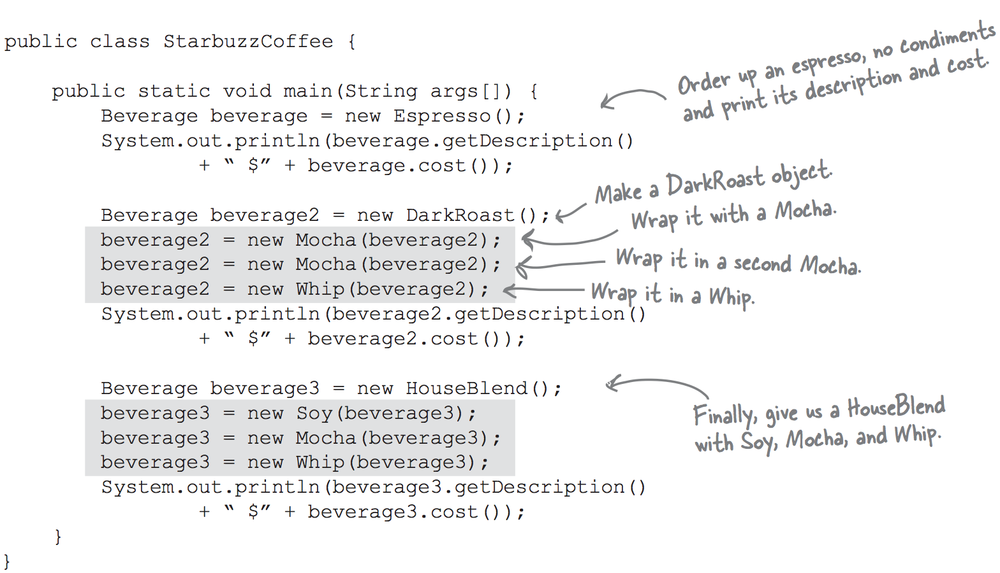 public class StarbuzzCoffee {
Order up an espresso, no condiments
and print its description and cost.
public static void main(String args[]) {
Beverage beverage = new Espresso();
System.out.println(beverage.getDescription()
+ “ $” + beverage.cost());
Make a DarkRoast object.
Beverage beverage2 = new DarkRoast();
Wrap it with a Mocha.
beverage2 = new Mocha(beverage2);
beverage2 = new Mocha(beverage2);
Wrap it in a second Mocha.
beverage2 = new Whip(beverage2);
Wrap it in a Whip.
System.out.println(beverage2.getDescription()
+ “ $” + beverage2.cost());
Beverage beverage3 = new HouseBlend();
beverage3 = new Soy(beverage3);
beverage3 = new Mocha(beverage3);
beverage3 = new Whip(beverage3);
Finally, give us a HouseBlend
with Soy, Mocha, and Whip.
System.out.println(beverage3.getDescription()
+ “ $” + beverage3.cost());
}
}